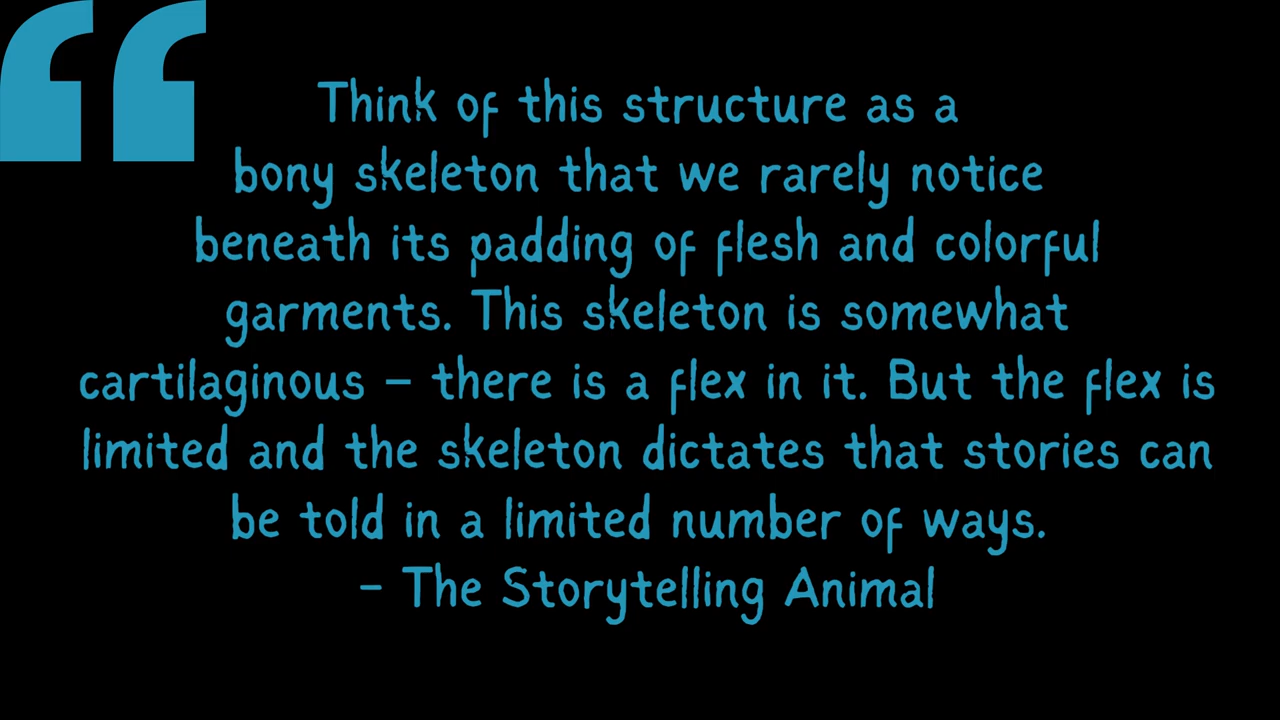 “
Think of this structure as a
bony skeleton that we rarely notice
beneath its padding of flesh and colorful
garments. This skeleton is somewhat
cartilaginous – there is a flex in it. But the flex is
limited and the skeleton dictates that stories can
be told in a limited number of ways.
- The Storytelling Animal